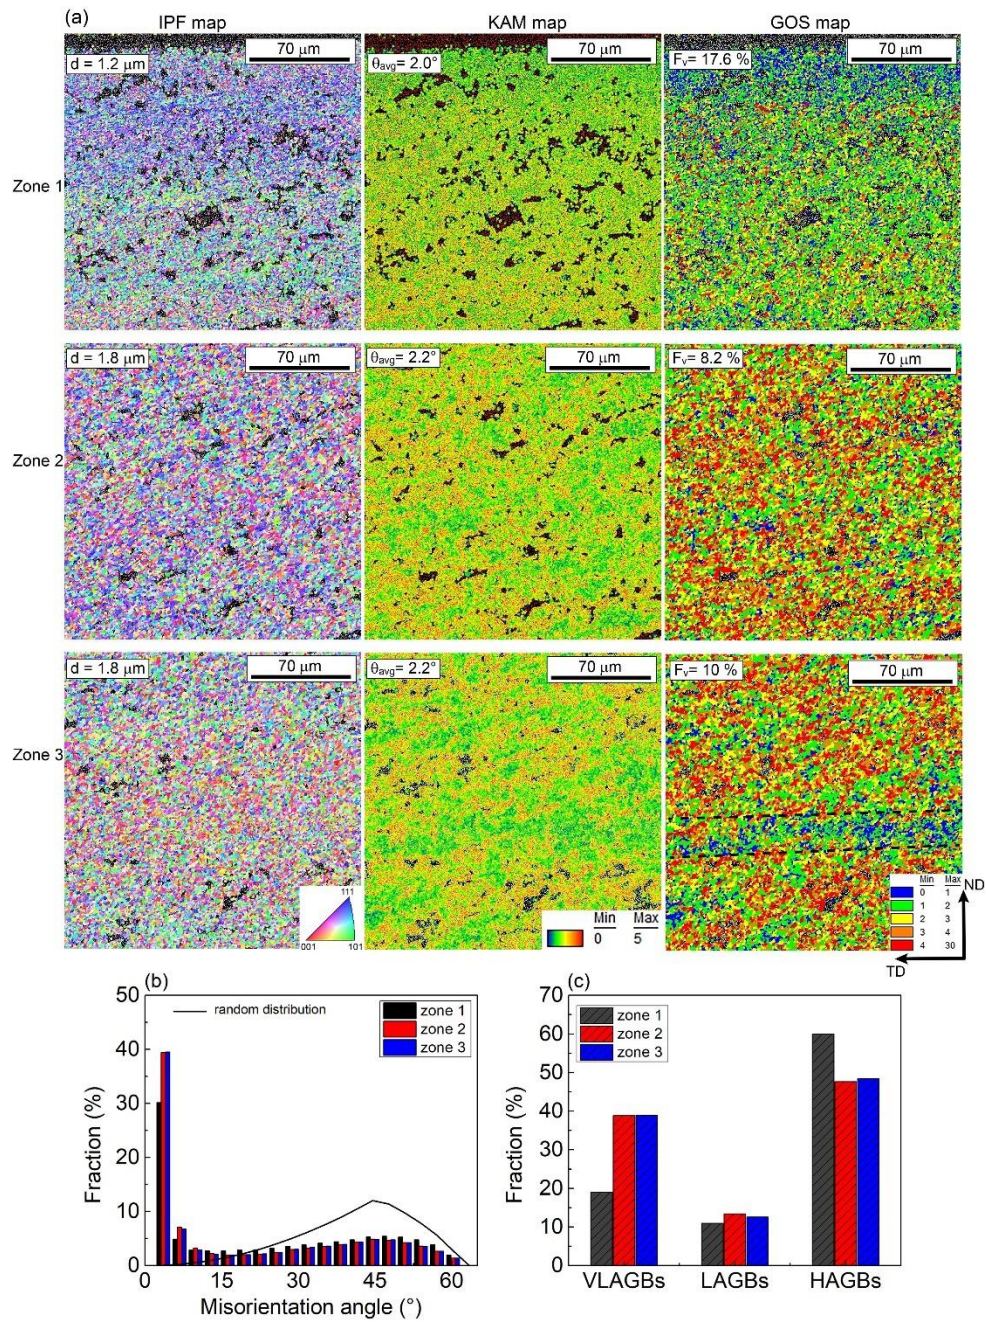 (a)
IPF map KAM map GOS map
Zone 1
70 μm 70 μm 70 μm
d = 1.2 μm θavg= 2.0° Fv= 17.6 %
Zone 2
70 μm 70 μm 70 μm
d = 1.8 μm θavg= 2.2° Fv= 8.2 %
Zone 3
70 μm 70 μm 70 μm
d = 1.8 μm θavg= 2.2° Fv= 10 %
111
001 101
Min Max
0 5
Min Max
0 1
1 2
2 3
3 4
4 30
ND
TD
(b)
50
40
30
20
10
0
Fraction (%)
random distribution
zone 1
zone 2
zone 3
0 15 30 45 60
Misorientation angle (°)
(c)
70
60
50
40
30
20
10
0
Fraction (%)
zone 1
zone 2
zone 3
VLAGBs LAGBs HAGBs